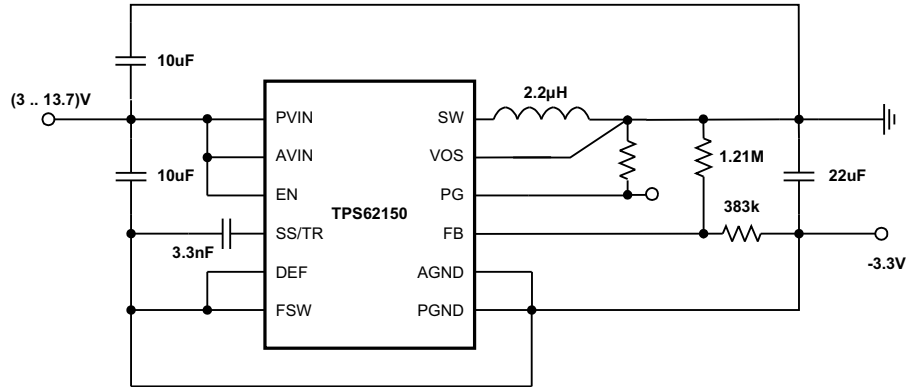 10uF
(3 .. 13.7)V
10uF
3.3nF
PVIN
AVIN
EN
SS/TR
DEF
FSW
TPS62150
SW
VOS
PG
FB
AGND
PGND
2.2µH
1.21M
22uF
383k
-3.3V